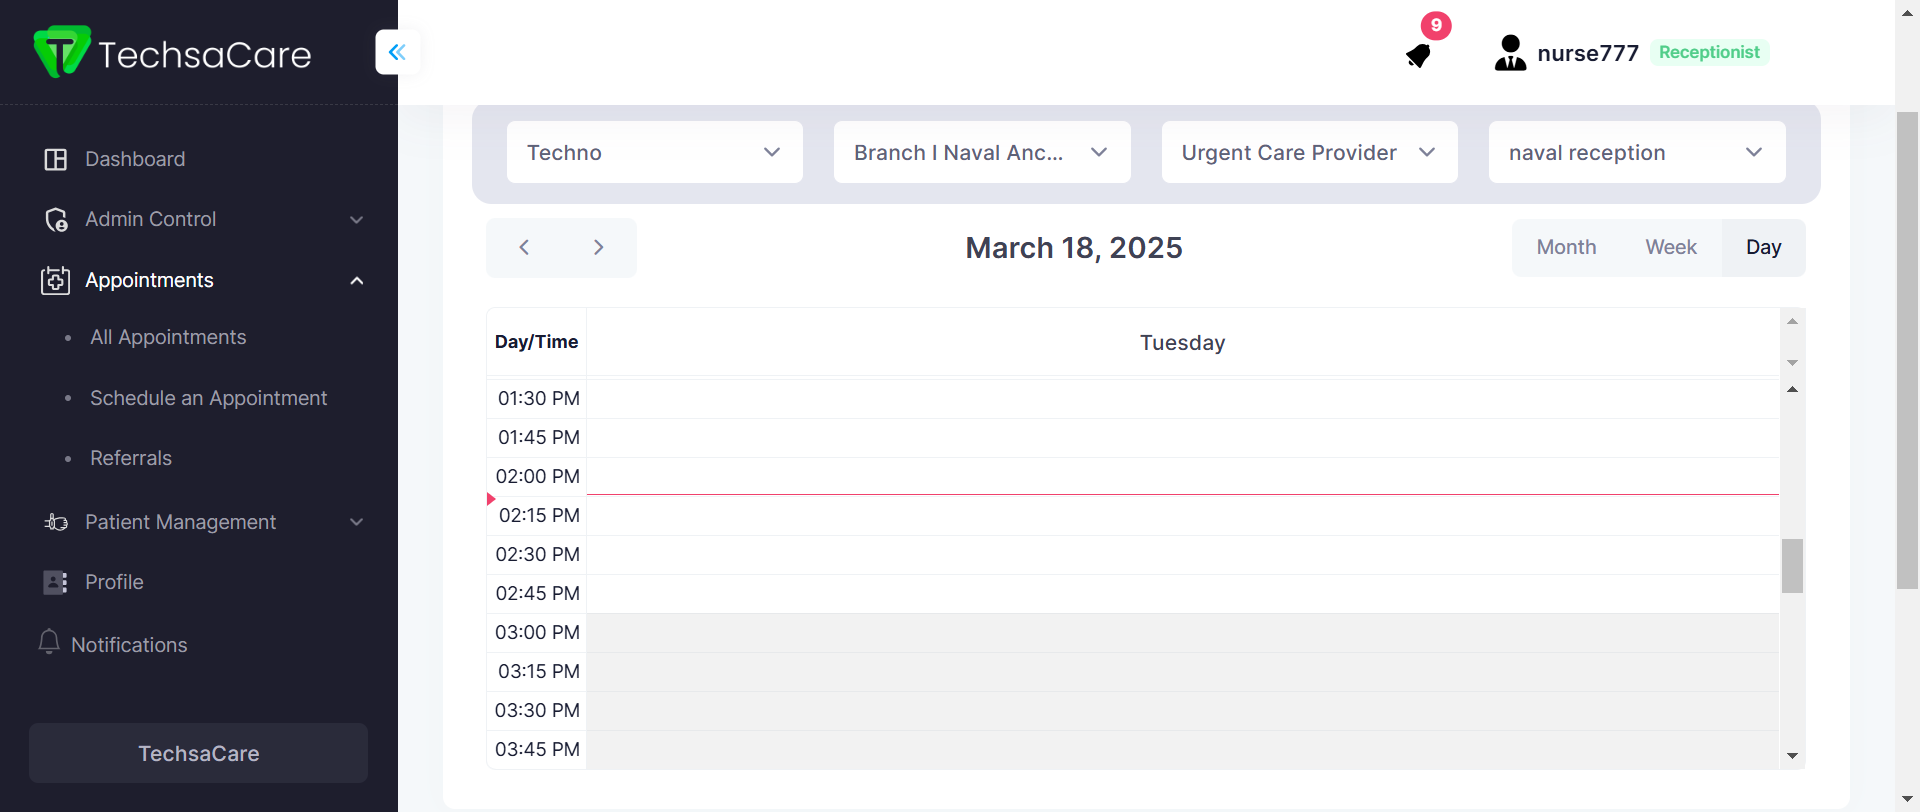 TechsaCare
9
nurse777 Receptionist
Dashboard
Admin Control
Appointments
All Appointments
Schedule an Appointment
Referrals
Patient Management
Profile
Notifications
TechsaCare
Techno
Branch I Naval Anc...
Urgent Care Provider
naval reception
March 18, 2025
Month Week Day
Day/Time Tuesday
01:30 PM
01:45 PM
02:00 PM
02:15 PM
02:30 PM
02:45 PM
03:00 PM
03:15 PM
03:30 PM
03:45 PM